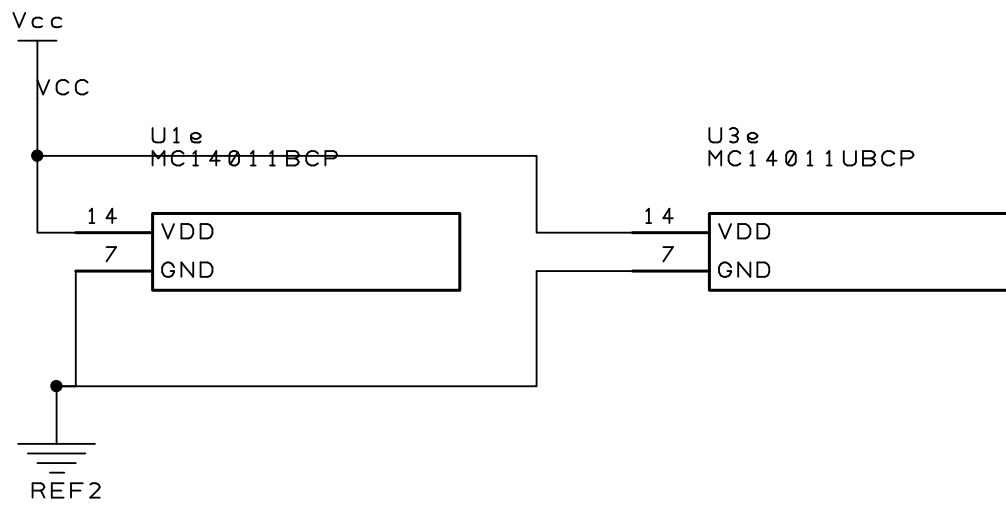 Vcc
VCC
U1e
MC14011BCP
14
VDD
7
GND
U3e
MC14011UBCP
14
VDD
7
GND
REF2